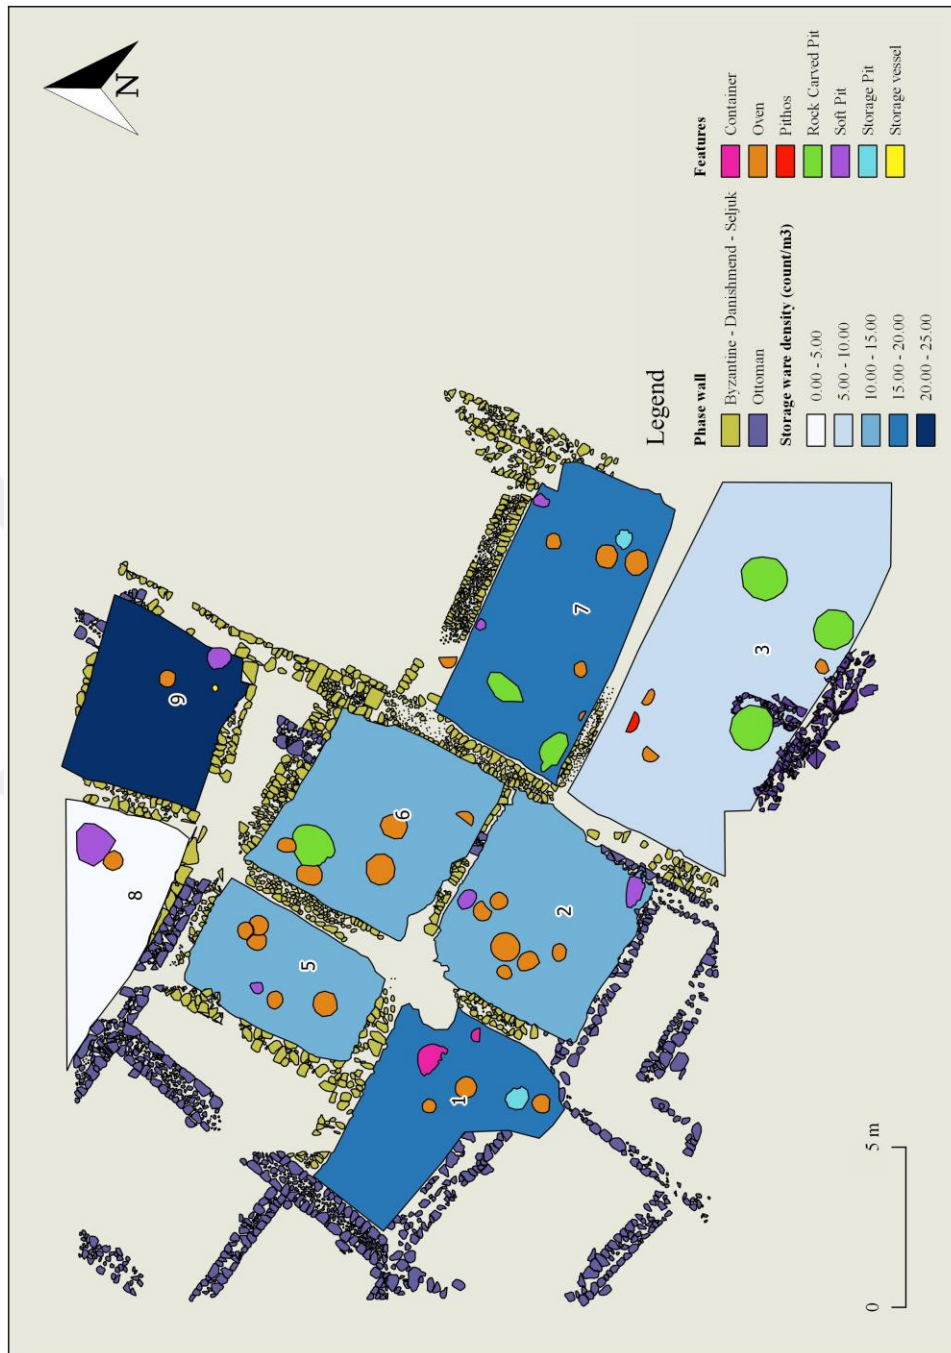 N
8
9
5
6
1
2
7
3
0 5 m
Legend
Phase wall
Byzantine - Danishmend - Seljuk
Ottoman
Storage ware density (count/m3)
0.00 - 5.00
5.00 - 10.00
10.00 - 15.00
15.00 - 20.00
20.00 - 25.00
Features
Container
Oven
Pithos
Rock Carved Pit
Soft Pit
Storage Pit
Storage vessel